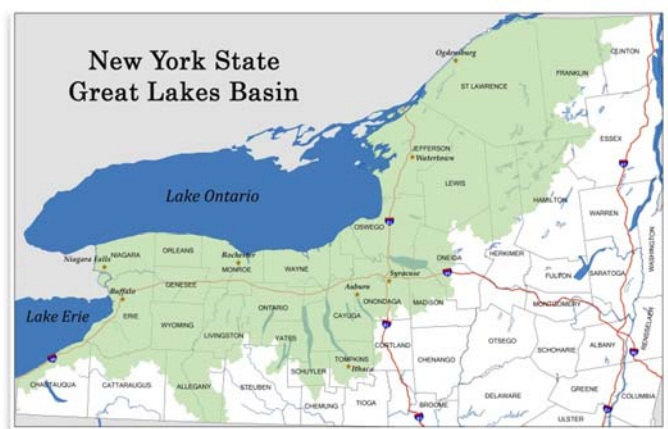 New York State
Great Lakes Basin
Ogdensburg
CLINTON
FRANKLIN
ST LAWRENCE
ESSEX
JEFFERSON
Watertown
LEWIS
Lake Ontario
HAMILTON
WARREN
WASHINGTON
OSWEGO
ONEIDA
HERKIMER
FULTON
SARATOGA
Niagara Falls
NIAGARA
ORLEANS
Rochester
MONROE
WAYNE
Syracuse
GENESEE
Buffalo
Auburn
ONONDAGA
MADISON
MONTGOMERY
Lake Erie
ERIE
WYOMING
ONTARIO
CAYUGA
LIVINGSTON
YATES
CORTLAND
OTSEGO
SCHOHARIE
ALBANY
RENSSELAER
CHENANGO
TOMPKINS
Ithaca
SCHUYLER
CHAUTAUQUA
CATTARAUGUS
ALLEGANY
STEUBEN
CHEMUNG
TIOGA
BROOME
DELAWARE
GREENE
COLUMBIA
ULSTER